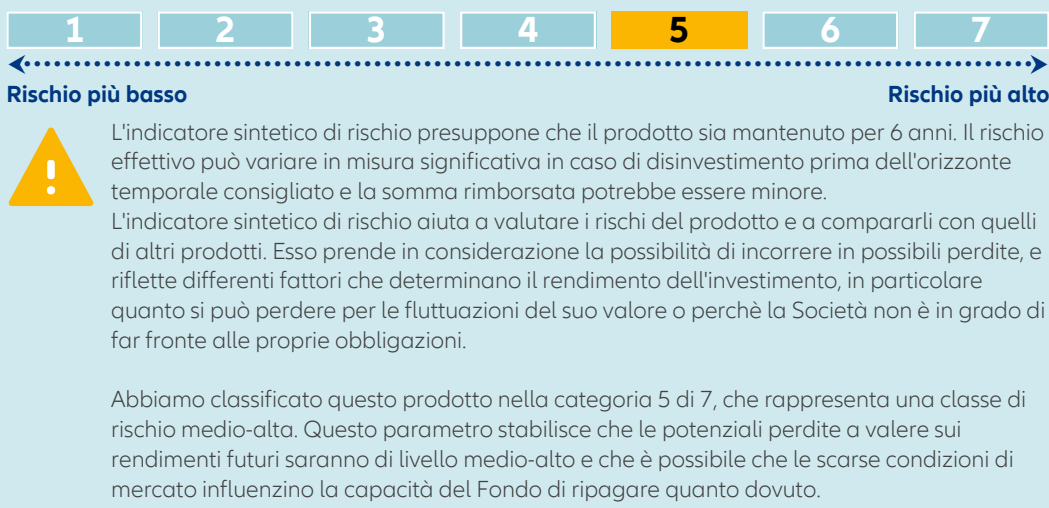 1 2 3 4 5 6 7
Rischio più basso Rischio più alto
L'indicatore sintetico di rischio presuppone che il prodotto sia mantenuto per 6 anni. Il rischio
effettivo può variare in misura significativa in caso di disinvestimento prima dell'orizzonte
temporale consigliato e la somma rimborsata potrebbe essere minore.
L'indicatore sintetico di rischio aiuta a valutare i rischi del prodotto e a compararli con quelli
di altri prodotti. Esso prende in considerazione la possibilità di incorrere in possibili perdite, e
riflette differenti fattori che determinano il rendimento dell'investimento, in particolare
quanto si può perdere per le fluttuazioni del suo valore o perchè la Società non è in grado di
far fronte alle proprie obbligazioni.
Abbiamo classificato questo prodotto nella categoria 5 di 7, che rappresenta una classe di
rischio medio-alta. Questo parametro stabilisce che le potenziali perdite a valere sui
rendimenti futuri saranno di livello medio-alto e che è possibile che le scarse condizioni di
mercato influenzino la capacità del Fondo di ripagare quanto dovuto.